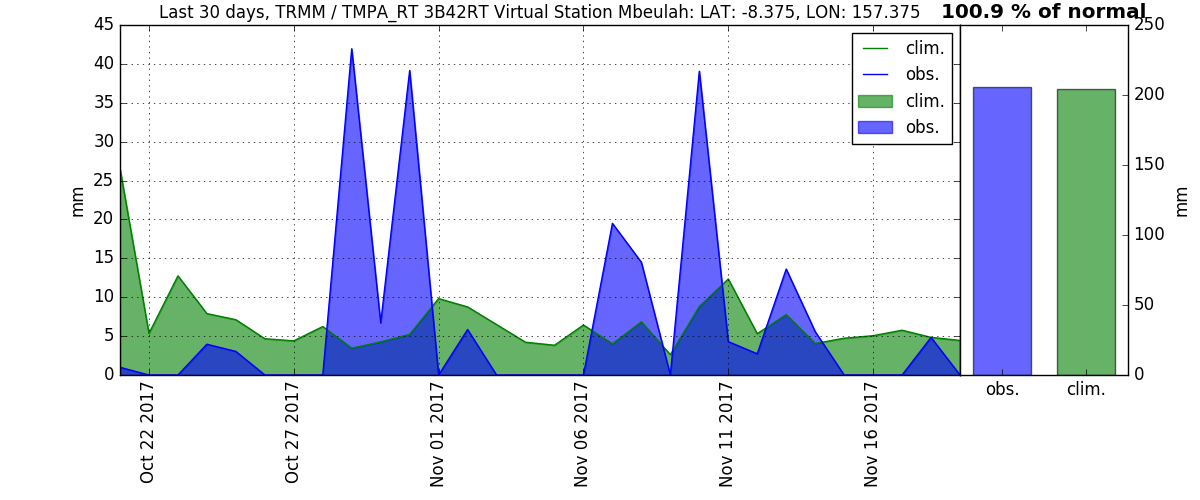 Last 30 days, TRMM / TMPA_RT 3B42RT Virtual Station Mbeulah: LAT: -8.375, LON: 157.375
100.9 % of normal
45
40
35
30
25
20
15
10
5
0
mm
clim.
obs.
clim.
obs.
Oct 22 2017
Oct 27 2017
Nov 01 2017
Nov 06 2017
Nov 11 2017
Nov 16 2017
250
200
150
100
50
0
mm
obs.
clim.